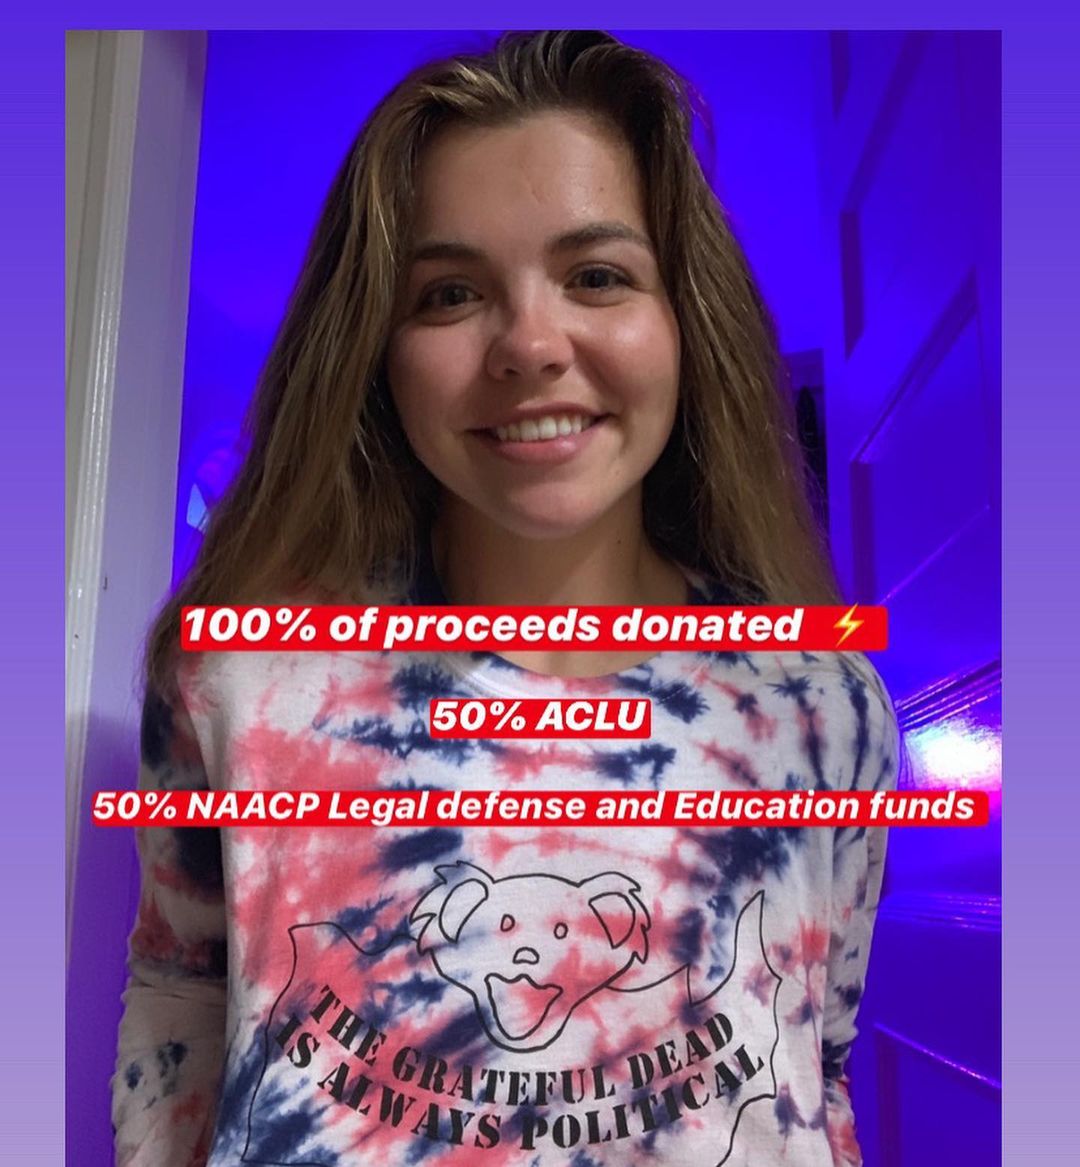 100% of proceeds donated ⚡
50% ACLU
50% NAACP Legal defense and Education funds
THE GRATEFUL DEAD
IS ALWAYS POLITICAL